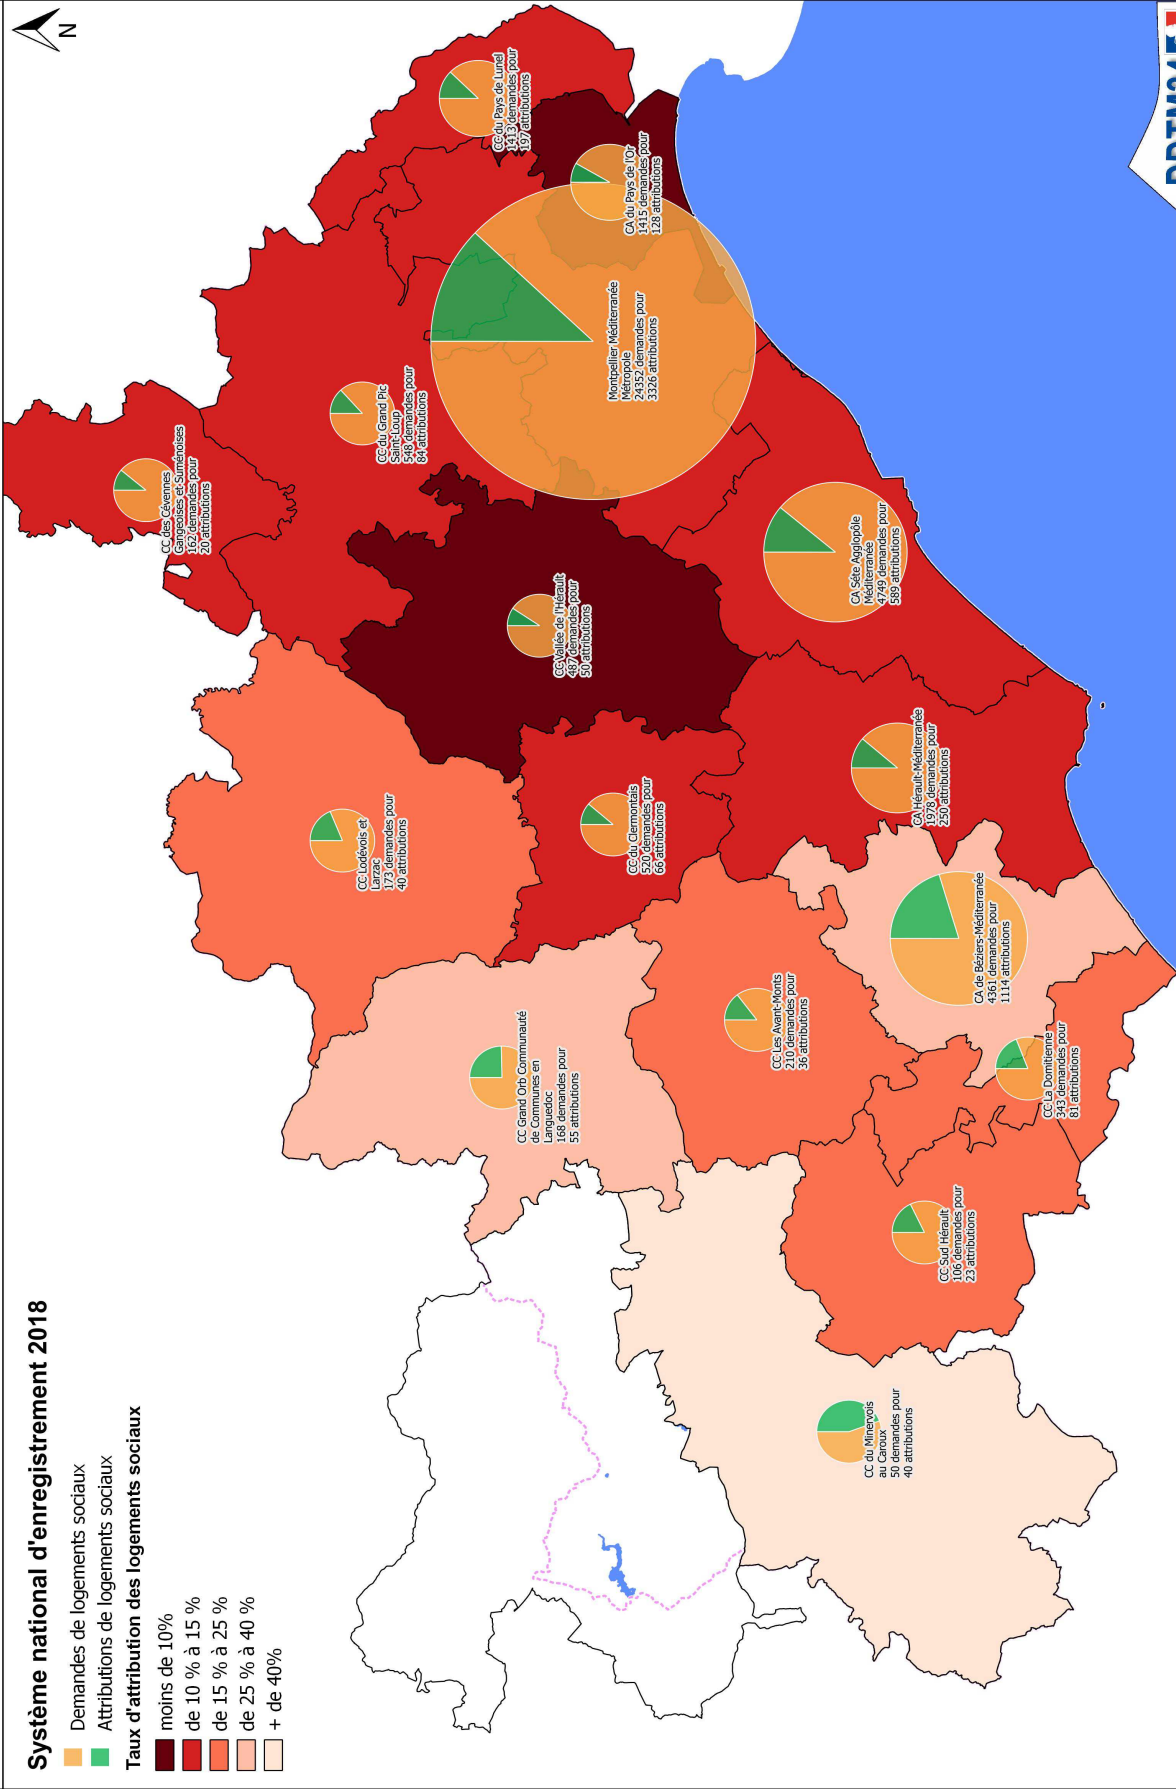 Système national d'enregistrement 2018
Demandes de logements sociaux
Attributions de logements sociaux
Taux d'attribution des logements sociaux
moins de 10%
de 10 % à 15 %
de 15 % à 25 %
de 25 % à 40 %
+ de 40%
N
CC des Cévennes
Gangeoises et Suménoises
162 demandes pour
20 attributions
CC du Grand Pic
Saint-Loup
548 demandes pour
84 attributions
CC du Pays de Lunel
1413 demandes pour
197 attributions
CA du Pays de l'Or
1415 demandes pour
128 attributions
Montpellier Méditerranée
Métropole
24352 demandes pour
3326 attributions
CC Lodévois et
Larzac
173 demandes pour
40 attributions
CC Vallée de l'Hérault
487 demandes pour
50 attributions
CC Grand Orb Communauté
de Communes en
Languedoc
168 demandes pour
55 attributions
CC du Clermontais
520 demandes pour
66 attributions
CA Sète Agglopôle
Méditerranée
4749 demandes pour
589 attributions
CC Les Avant-Monts
210 demandes pour
36 attributions
CA Hérault-Méditerranée
1978 demandes pour
250 attributions
CC du Minervois
au Caroux
50 demandes pour
40 attributions
CC Sud Hérault
106 demandes pour
23 attributions
CA de Béziers-Méditerranée
4361 demandes pour
1114 attributions
CC La Domitienne
343 demandes pour
81 attributions